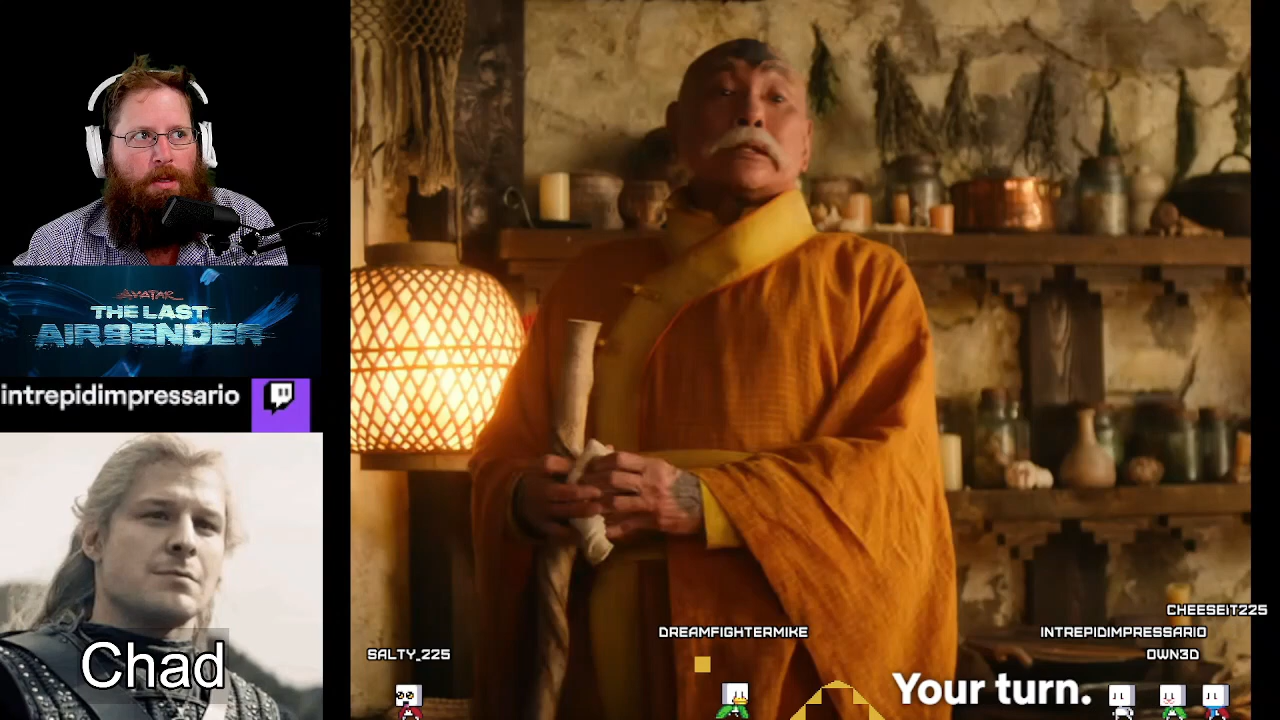 AVATAR
THE LAST
AIRBENDER
intrepidimpressario
Chad
CHEESEIT225
DREAMFIGHTERMIKE
INTREPIDIMPRESSARIO
SALTY_225
OWN3D
Your turn.